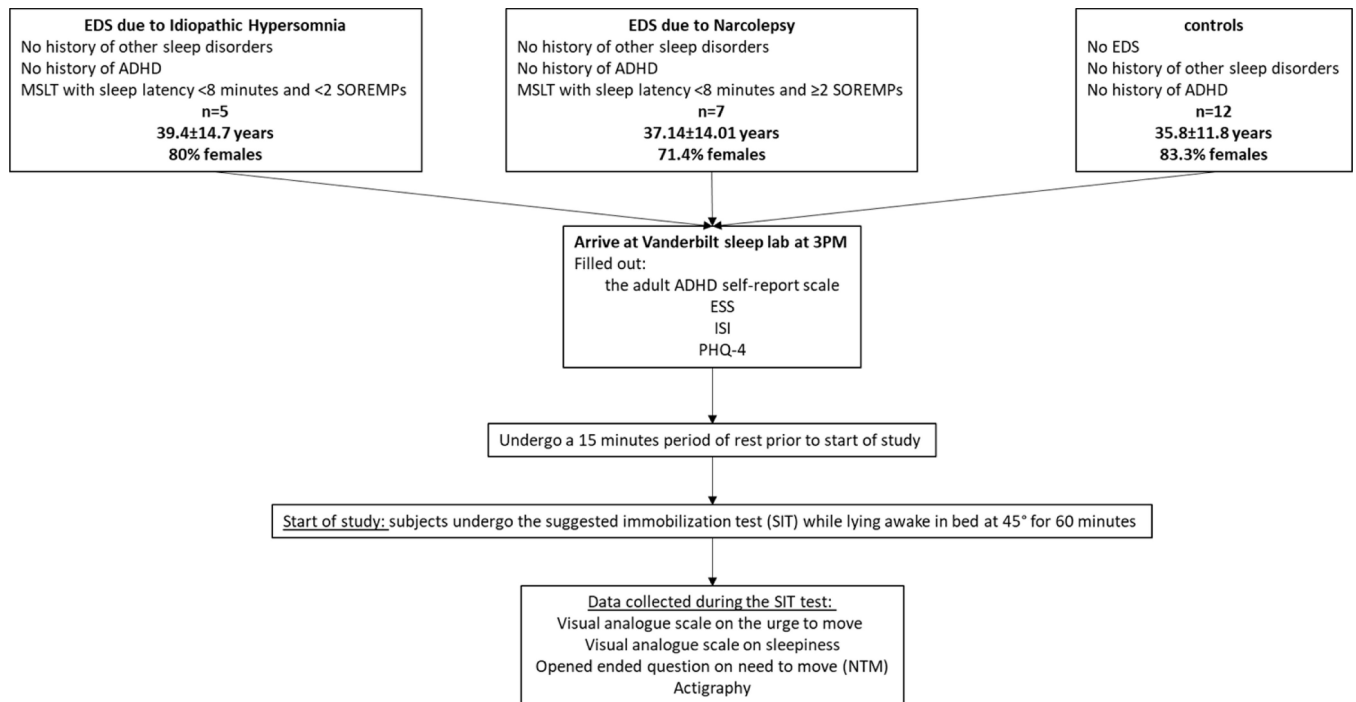 EDS due to Idiopathic Hypersomnia
No history of other sleep disorders
No history of ADHD
MSLT with sleep latency <8 minutes and <2 SOREMPs
n=5
39.4±14.7 years
80% females
EDS due to Narcolepsy
No history of other sleep disorders
No history of ADHD
MSLT with sleep latency <8 minutes and ≥2 SOREMPs
n=7
37.14±14.01 years
71.4% females
controls
No EDS
No history of other sleep disorders
No history of ADHD
n=12
35.8±11.8 years
83.3% females
Arrive at Vanderbilt sleep lab at 3PM
Filled out:
the adult ADHD self-report scale
ESS
ISI
PHQ-4
Undergo a 15 minutes period of rest prior to start of study
Start of study: subjects undergo the suggested immobilization test (SIT) while lying awake in bed at 45° for 60 minutes
Data collected during the SIT test:
Visual analogue scale on the urge to move
Visual analogue scale on sleepiness
Opened ended question on need to move (NTM)
Actigraphy